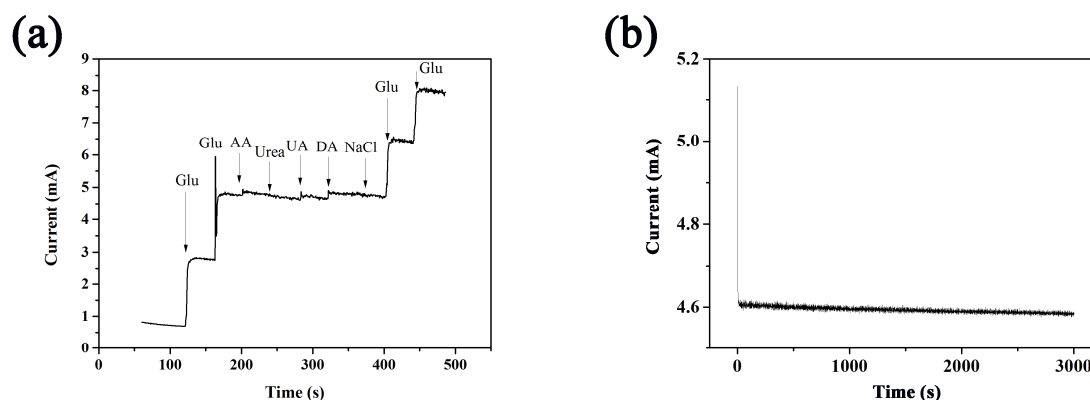 (a)
9
8
7
6
5
4
3
2
1
0
Current (mA)
Glu
Glu
AA
Urea
UA
DA
NaCl
Glu
Glu
0
100
200
300
400
500
Time (s)
(b)
5.2
5.0
4.8
4.6
Current (mA)
0
1000
2000
3000
Time (s)